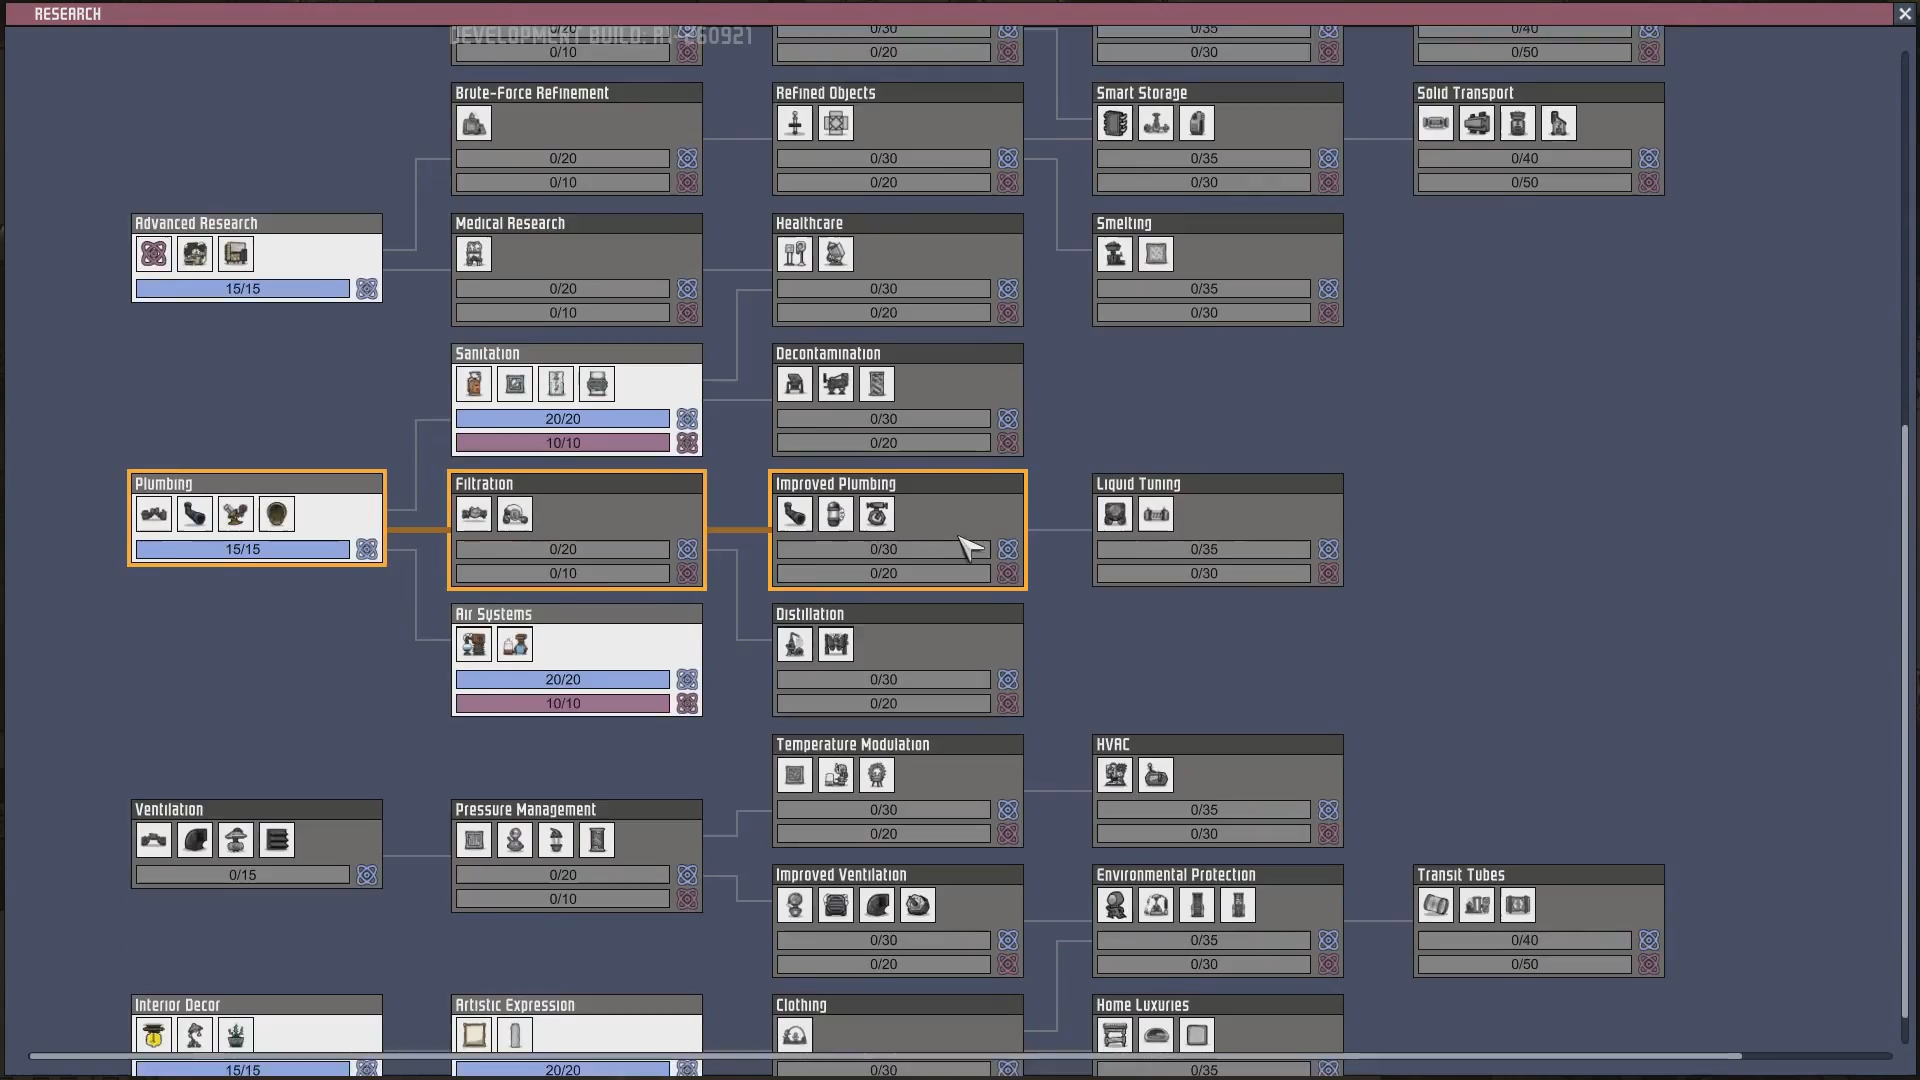 RESEARCH
0/20
0/10
0/30
0/20
0/35
0/30
0/40
0/50
Brute-Force Refinement
0/20
0/10
Refined Objects
0/30
0/20
Smart Storage
0/35
0/30
Solid Transport
0/40
0/50
Advanced Research
15/15
Medical Research
0/20
0/10
Healthcare
0/30
0/20
Smelting
0/35
0/30
Sanitation
20/20
10/10
Decontamination
0/30
0/20
Plumbing
15/15
Filtration
0/20
0/10
Improved Plumbing
0/30
0/20
Liquid Tuning
0/35
0/30
Air Systems
20/20
10/10
Distillation
0/30
0/20
Temperature Modulation
0/30
0/20
HVAC
0/35
0/30
Ventilation
0/15
Pressure Management
0/20
0/10
Improved Ventilation
0/30
0/20
Environmental Protection
0/35
0/30
Transit Tubes
0/40
0/50
Interior Decor
15/15
Artistic Expression
20/20
Clothing
0/30
Home Luxuries
0/35